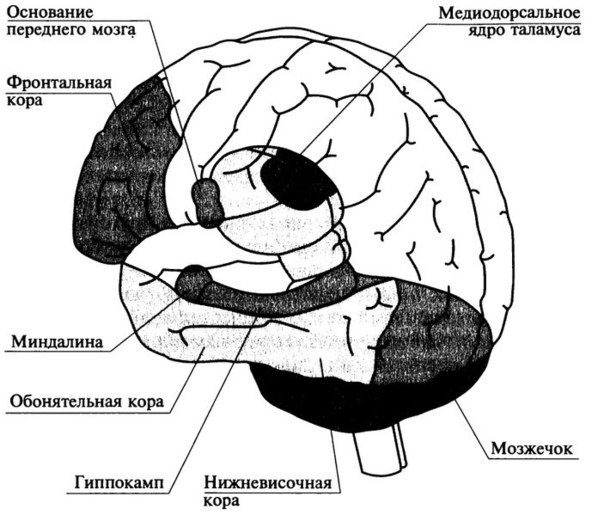 Основание
переднего мозга
Медиодорсальное
ядро таламуса
Фронтальная
кора
Миндалина
Обонятельная кора
Гиппокамп
Нижневисочная
кора
Мозжечок